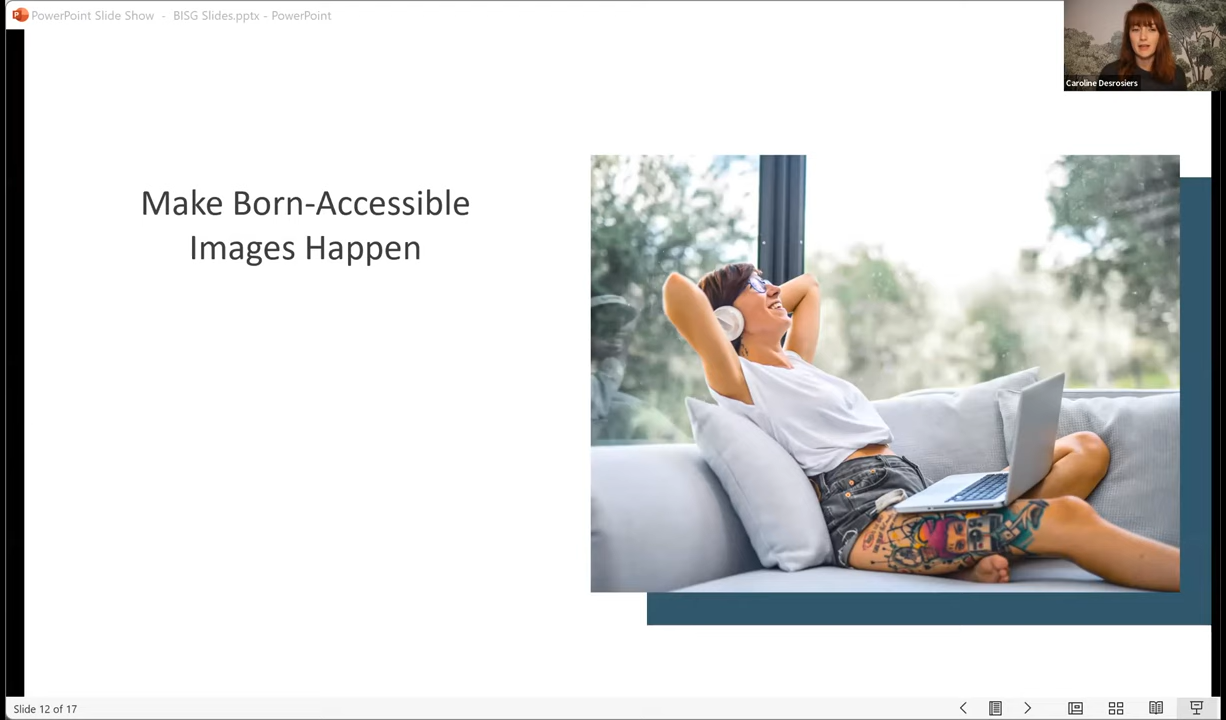 PowerPoint Slide Show - BISG Slides.pptx - PowerPoint
Caroline Desrosiers
Make Born-Accessible
Images Happen
Slide 12 of 17